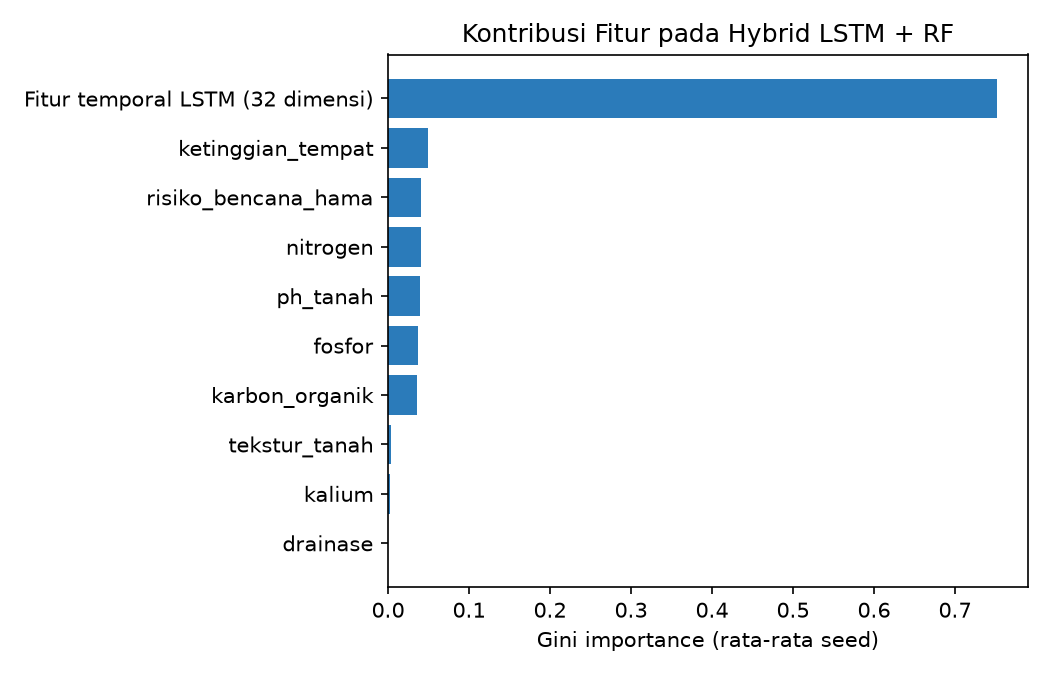 Kontribusi Fitur pada Hybrid LSTM + RF
Fitur temporal LSTM (32 dimensi)
ketinggian_tempat
risiko_bencana_hama
nitrogen
ph_tanah
fosfor
karbon_organik
tekstur_tanah
kalium
drainase
0.0 0.1 0.2 0.3 0.4 0.5 0.6 0.7
Gini importance (rata-rata seed)